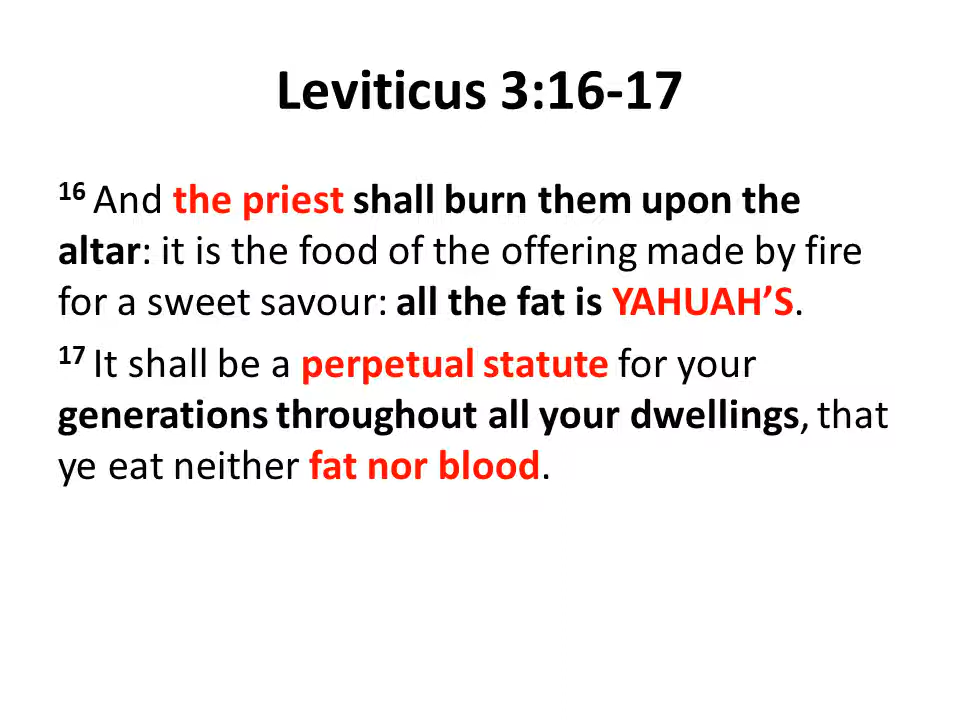 Leviticus 3:16-17
16 And the priest shall burn them upon the
altar: it is the food of the offering made by fire
for a sweet savour: all the fat is YAHUAH’S.
17 It shall be a perpetual statute for your
generations throughout all your dwellings, that
ye eat neither fat nor blood.